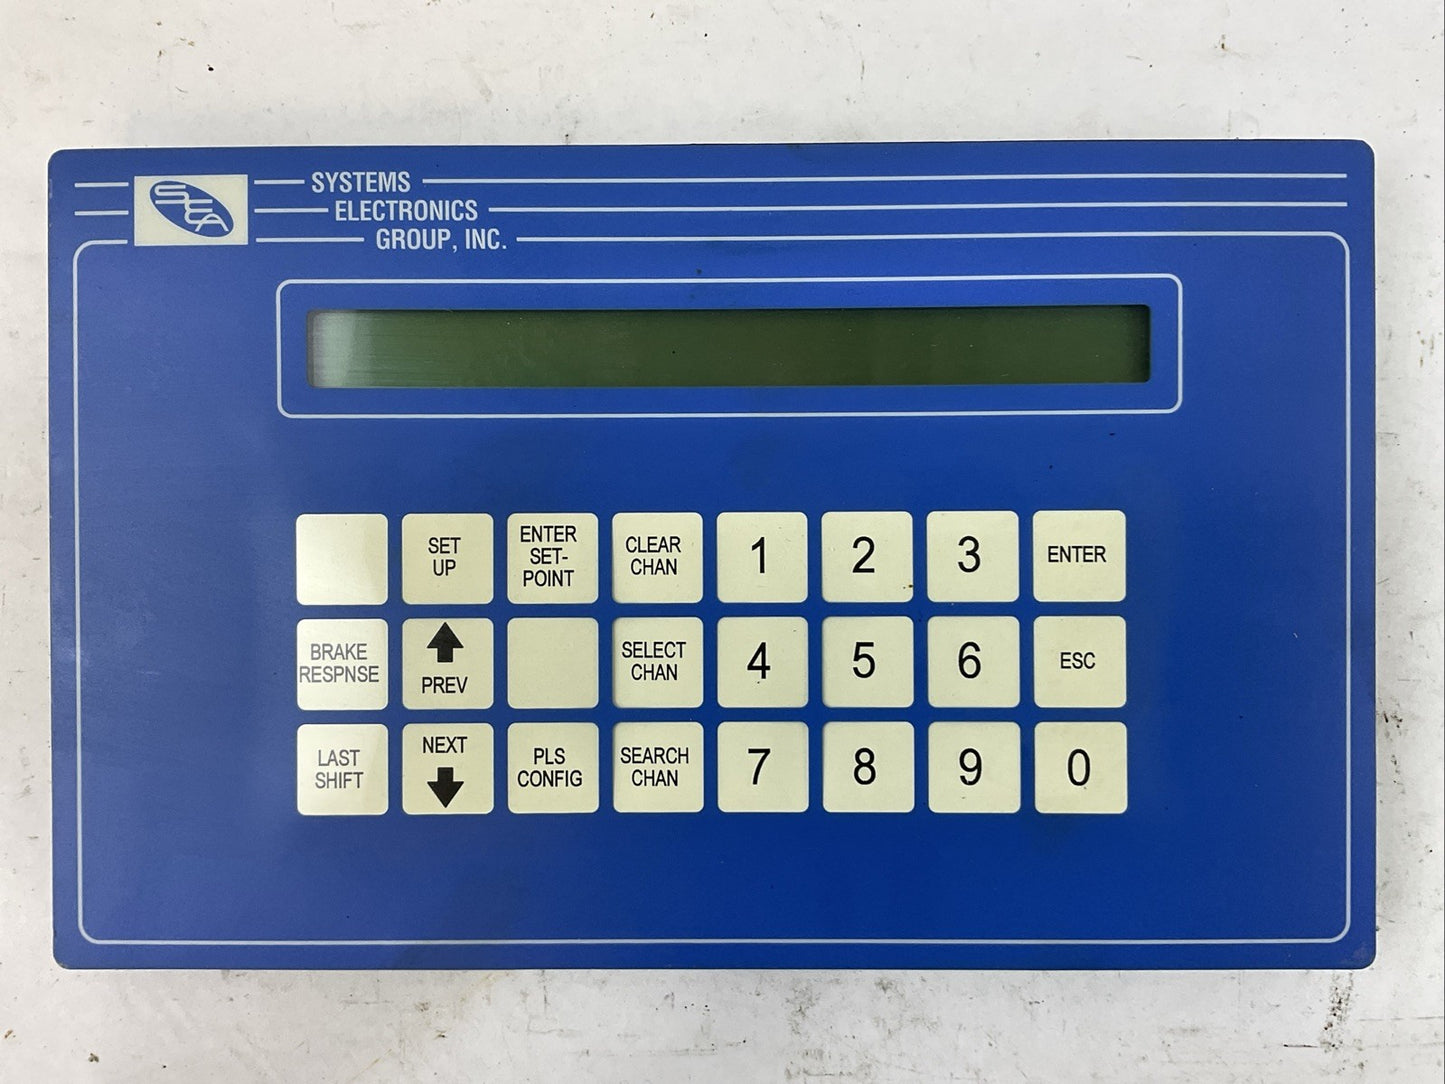 SEA
SYSTEMS
ELECTRONICS
GROUP, INC.
SET
UP
ENTER
SET-
POINT
CLEAR
CHAN
1
2
3
ENTER
BRAKE
RESPNSE
PREV
SELECT
CHAN
4
5
6
ESC
LAST
SHIFT
NEXT
PLS
CONFIG
SEARCH
CHAN
7
8
9
0